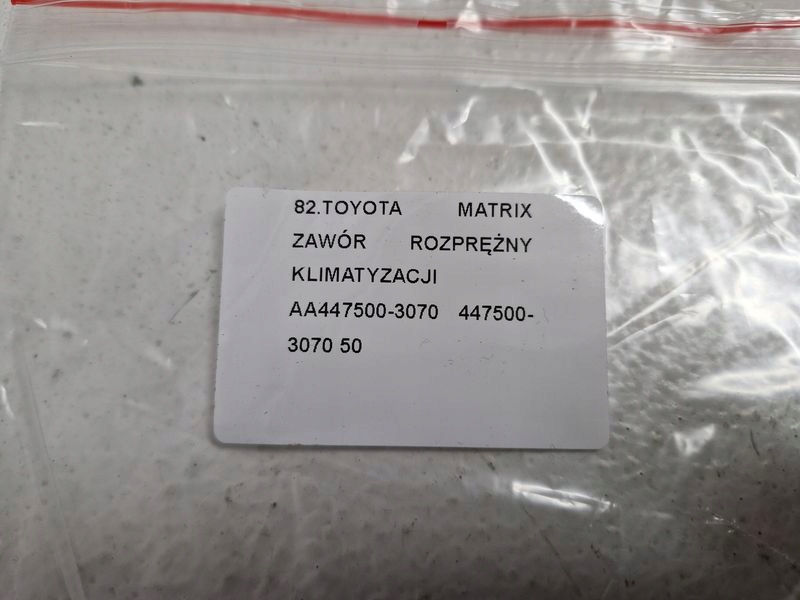 82.TOYOTA MATRIX
ZAWÓR ROZPRĘŻNY
KLIMATYZACJI
AA447500-3070 447500-
3070 50